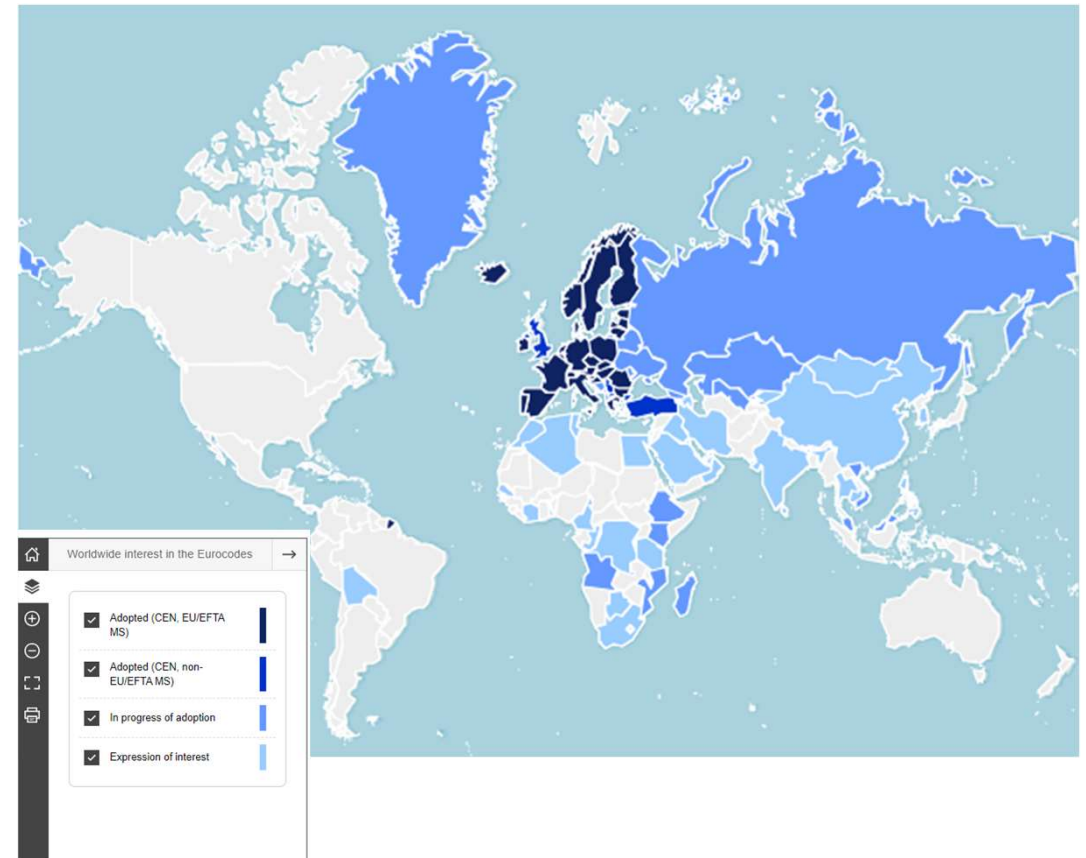 Worldwide interest in the Eurocodes
Adopted (CEN, EU/EFTA
MS)
Adopted (CEN, non-
EU/EFTA MS)
In progress of adoption
Expression of interest